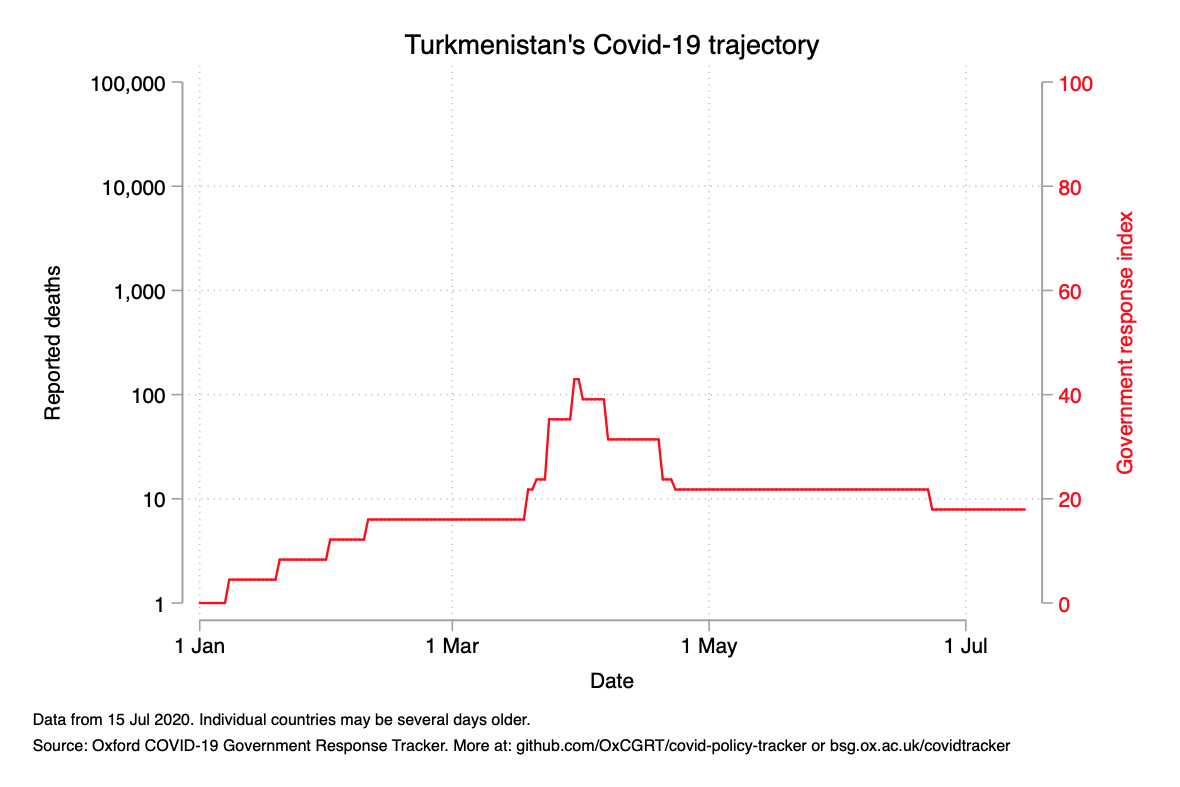 Turkmenistan's Covid-19 trajectory
100,000
10,000
1,000
100
10
1
Reported deaths
100
80
60
40
20
0
Government response index
1 Jan
1 Mar
1 May
1 Jul
Date
Data from 15 Jul 2020. Individual countries may be several days older.
Source: Oxford COVID-19 Government Response Tracker. More at: github.com/OxCGRT/covid-policy-tracker or bsg.ox.ac.uk/covidtracker